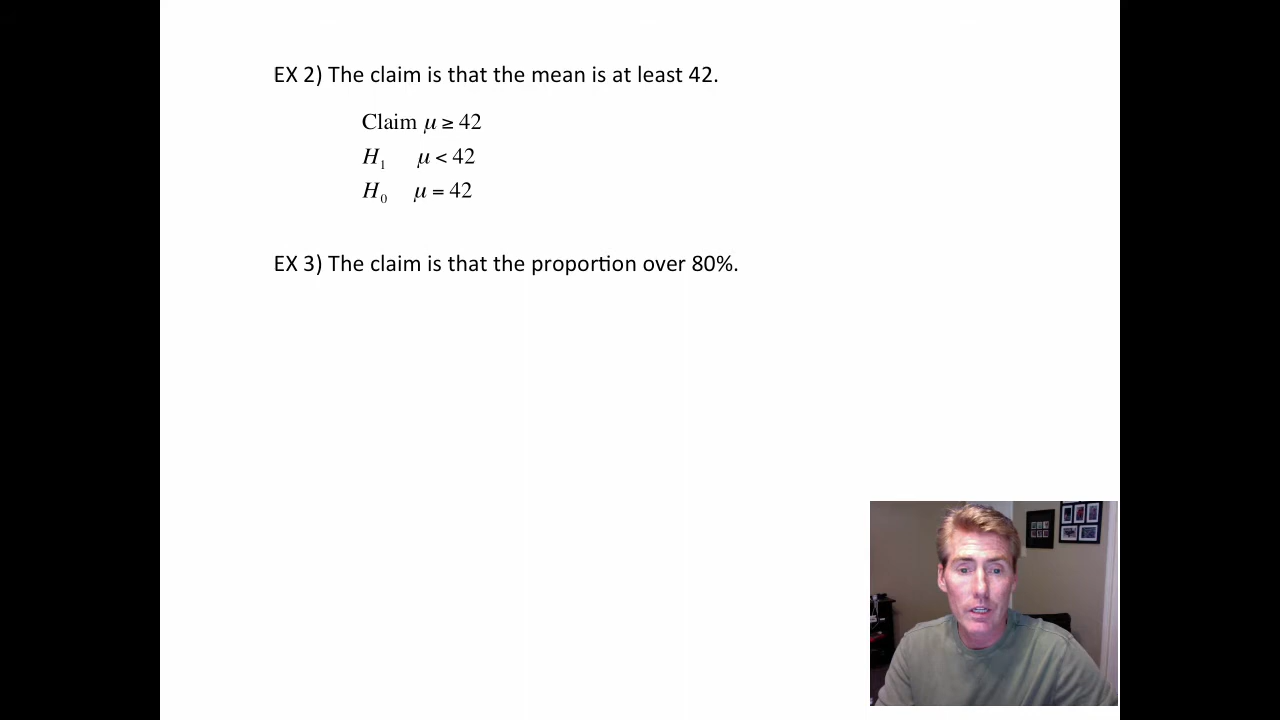 EX 2) The claim is that the mean is at least 42.
Claim μ ≥ 42
H₁ μ < 42
H₀ μ = 42
EX 3) The claim is that the proportion over 80%.